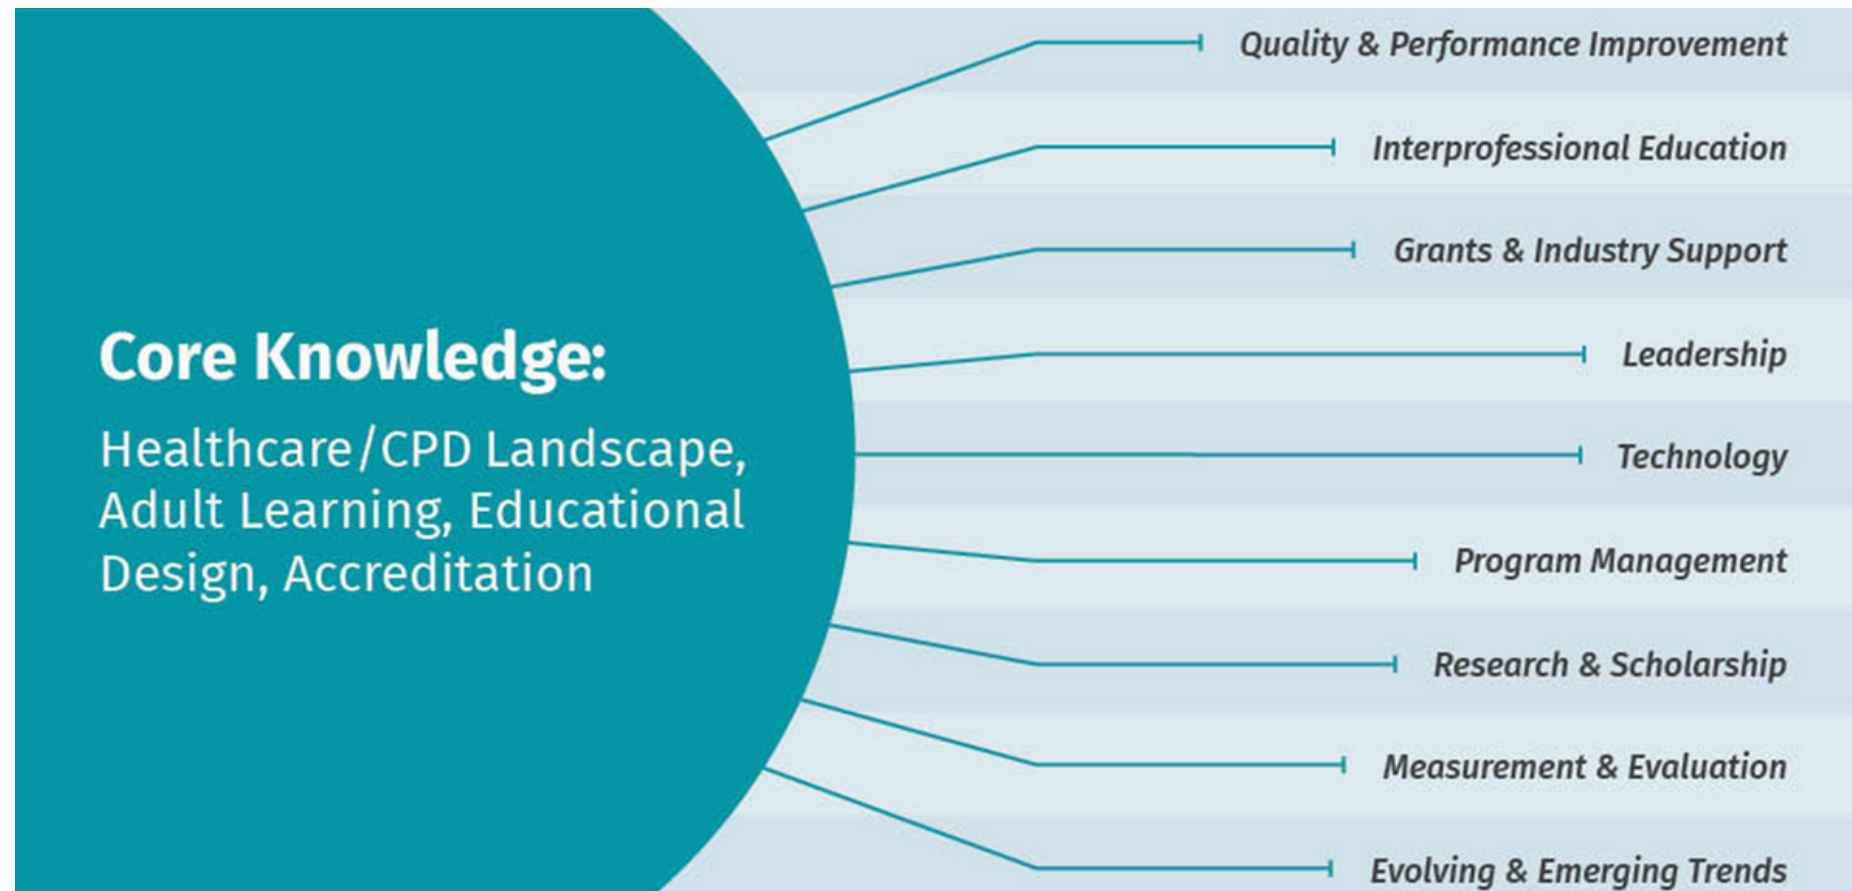 Core Knowledge:
Healthcare/CPD Landscape,
Adult Learning, Educational
Design, Accreditation
Quality & Performance Improvement
Interprofessional Education
Grants & Industry Support
Leadership
Technology
Program Management
Research & Scholarship
Measurement & Evaluation
Evolving & Emerging Trends